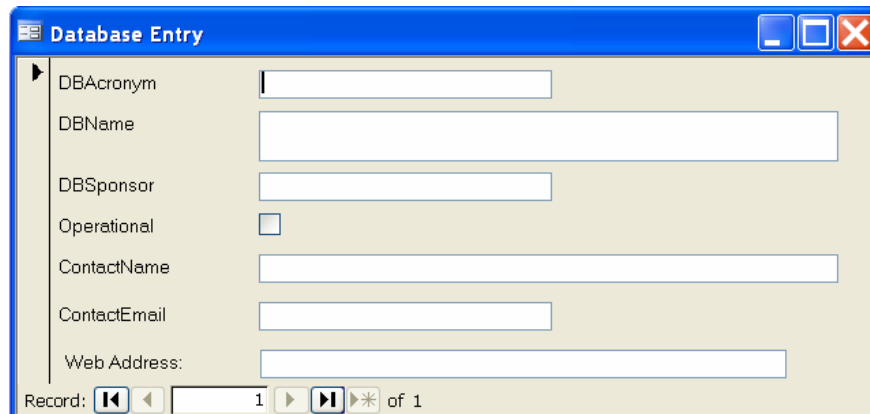 Database Entry
DBAcronym
DBName
DBSponsor
Operational
ContactName
ContactEmail
Web Address:
Record: 1 of 1